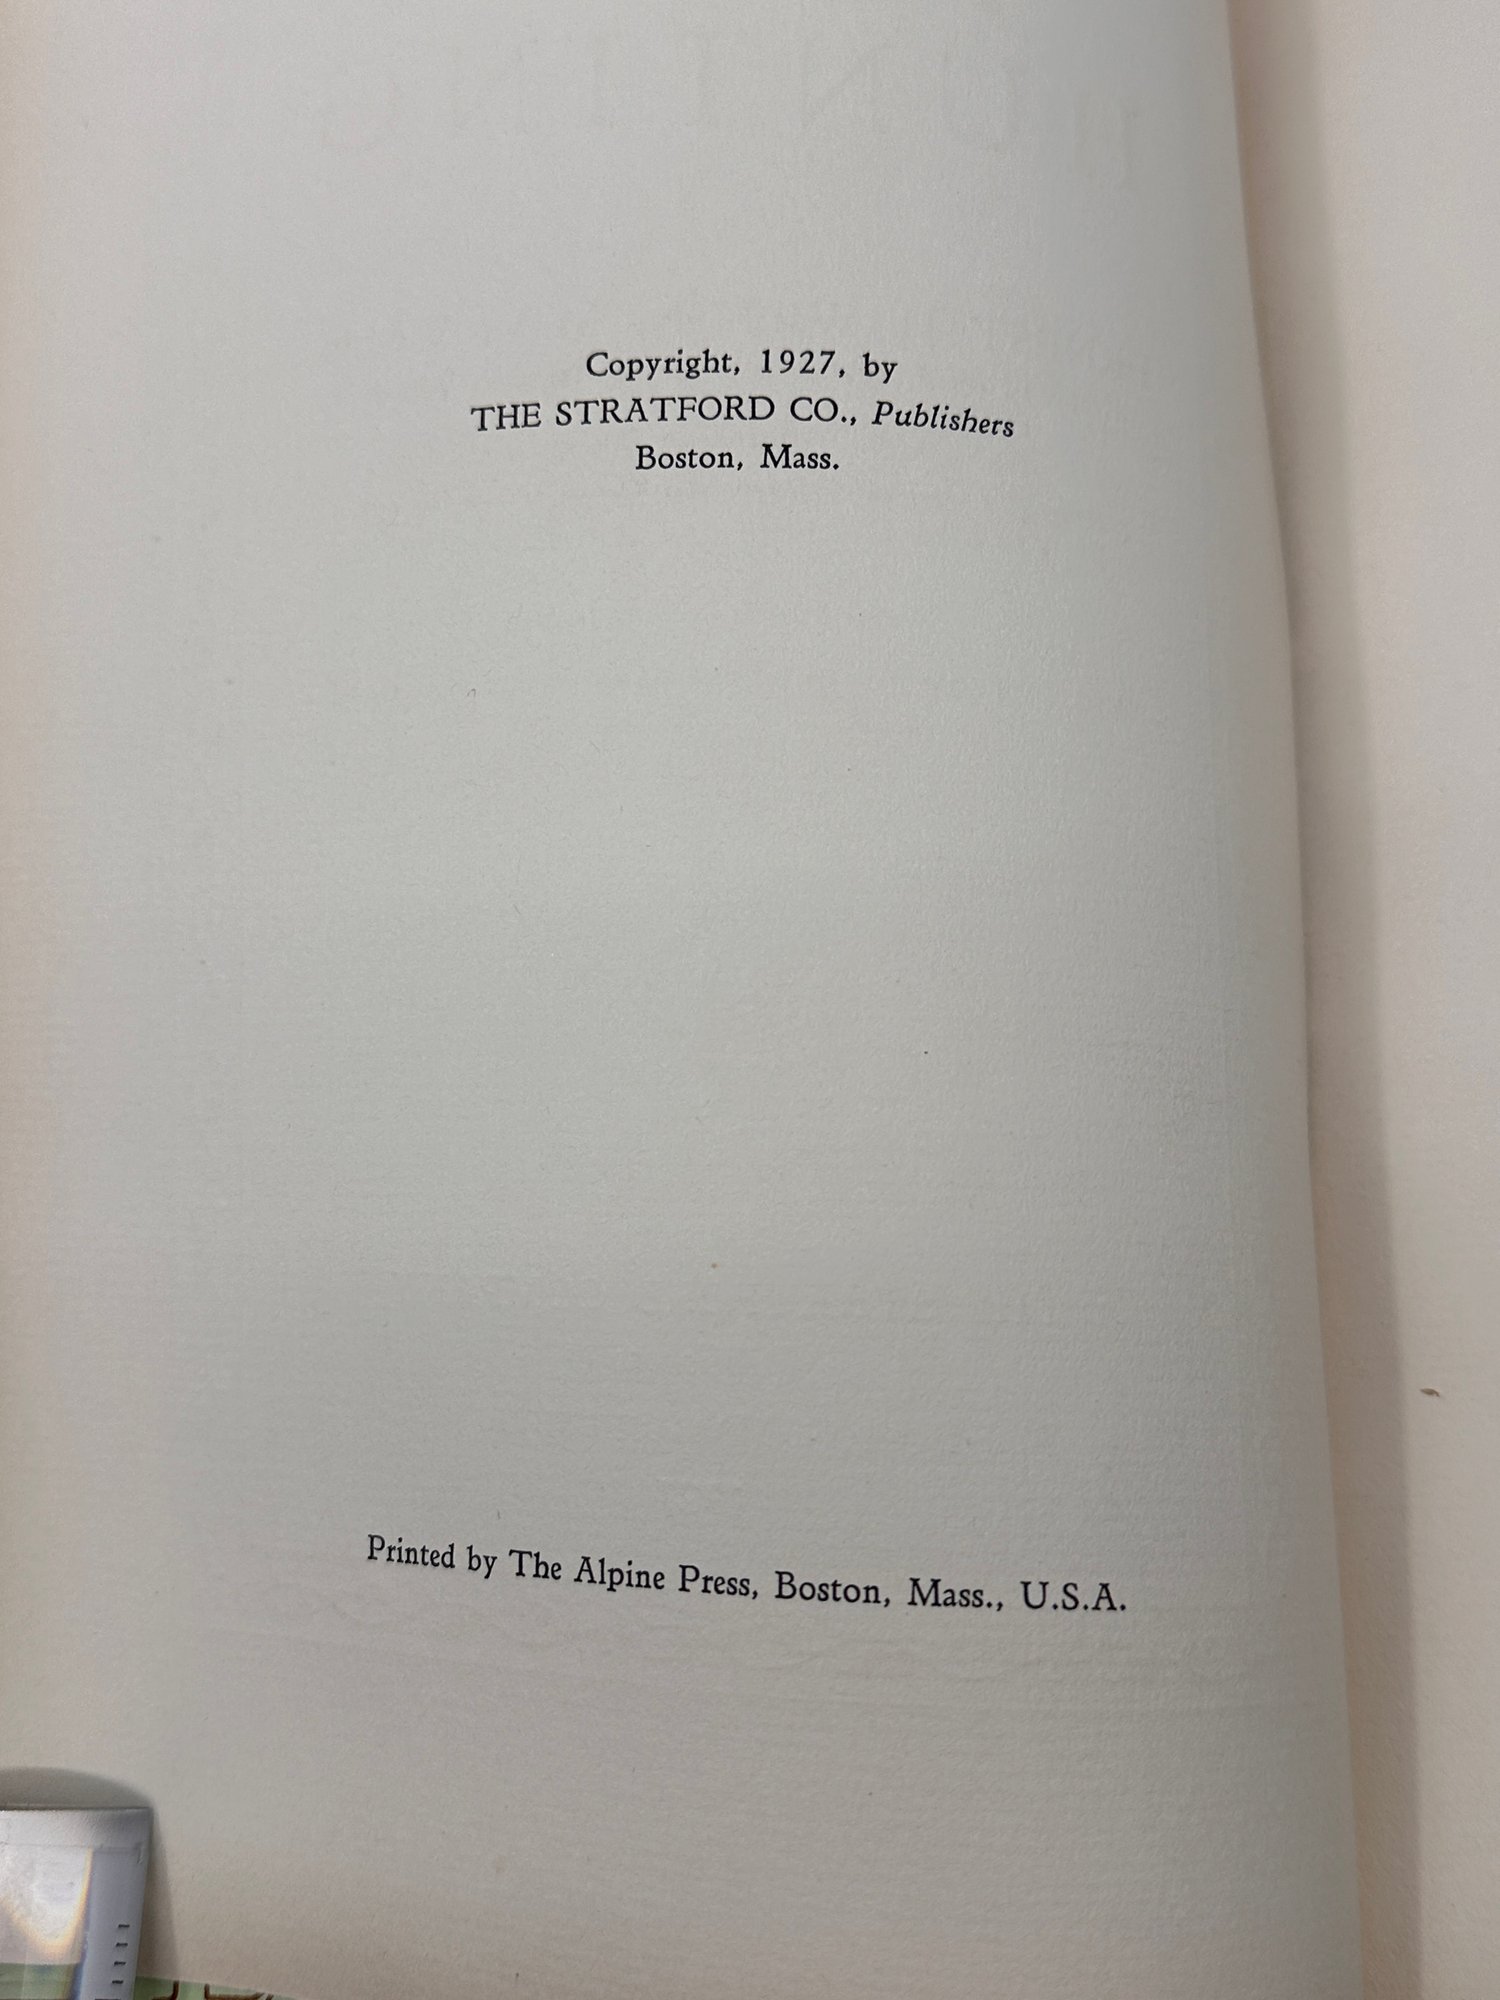 Copyright, 1927, by
THE STRATFORD CO., Publishers
Boston, Mass.
Printed by The Alpine Press, Boston, Mass., U.S.A.